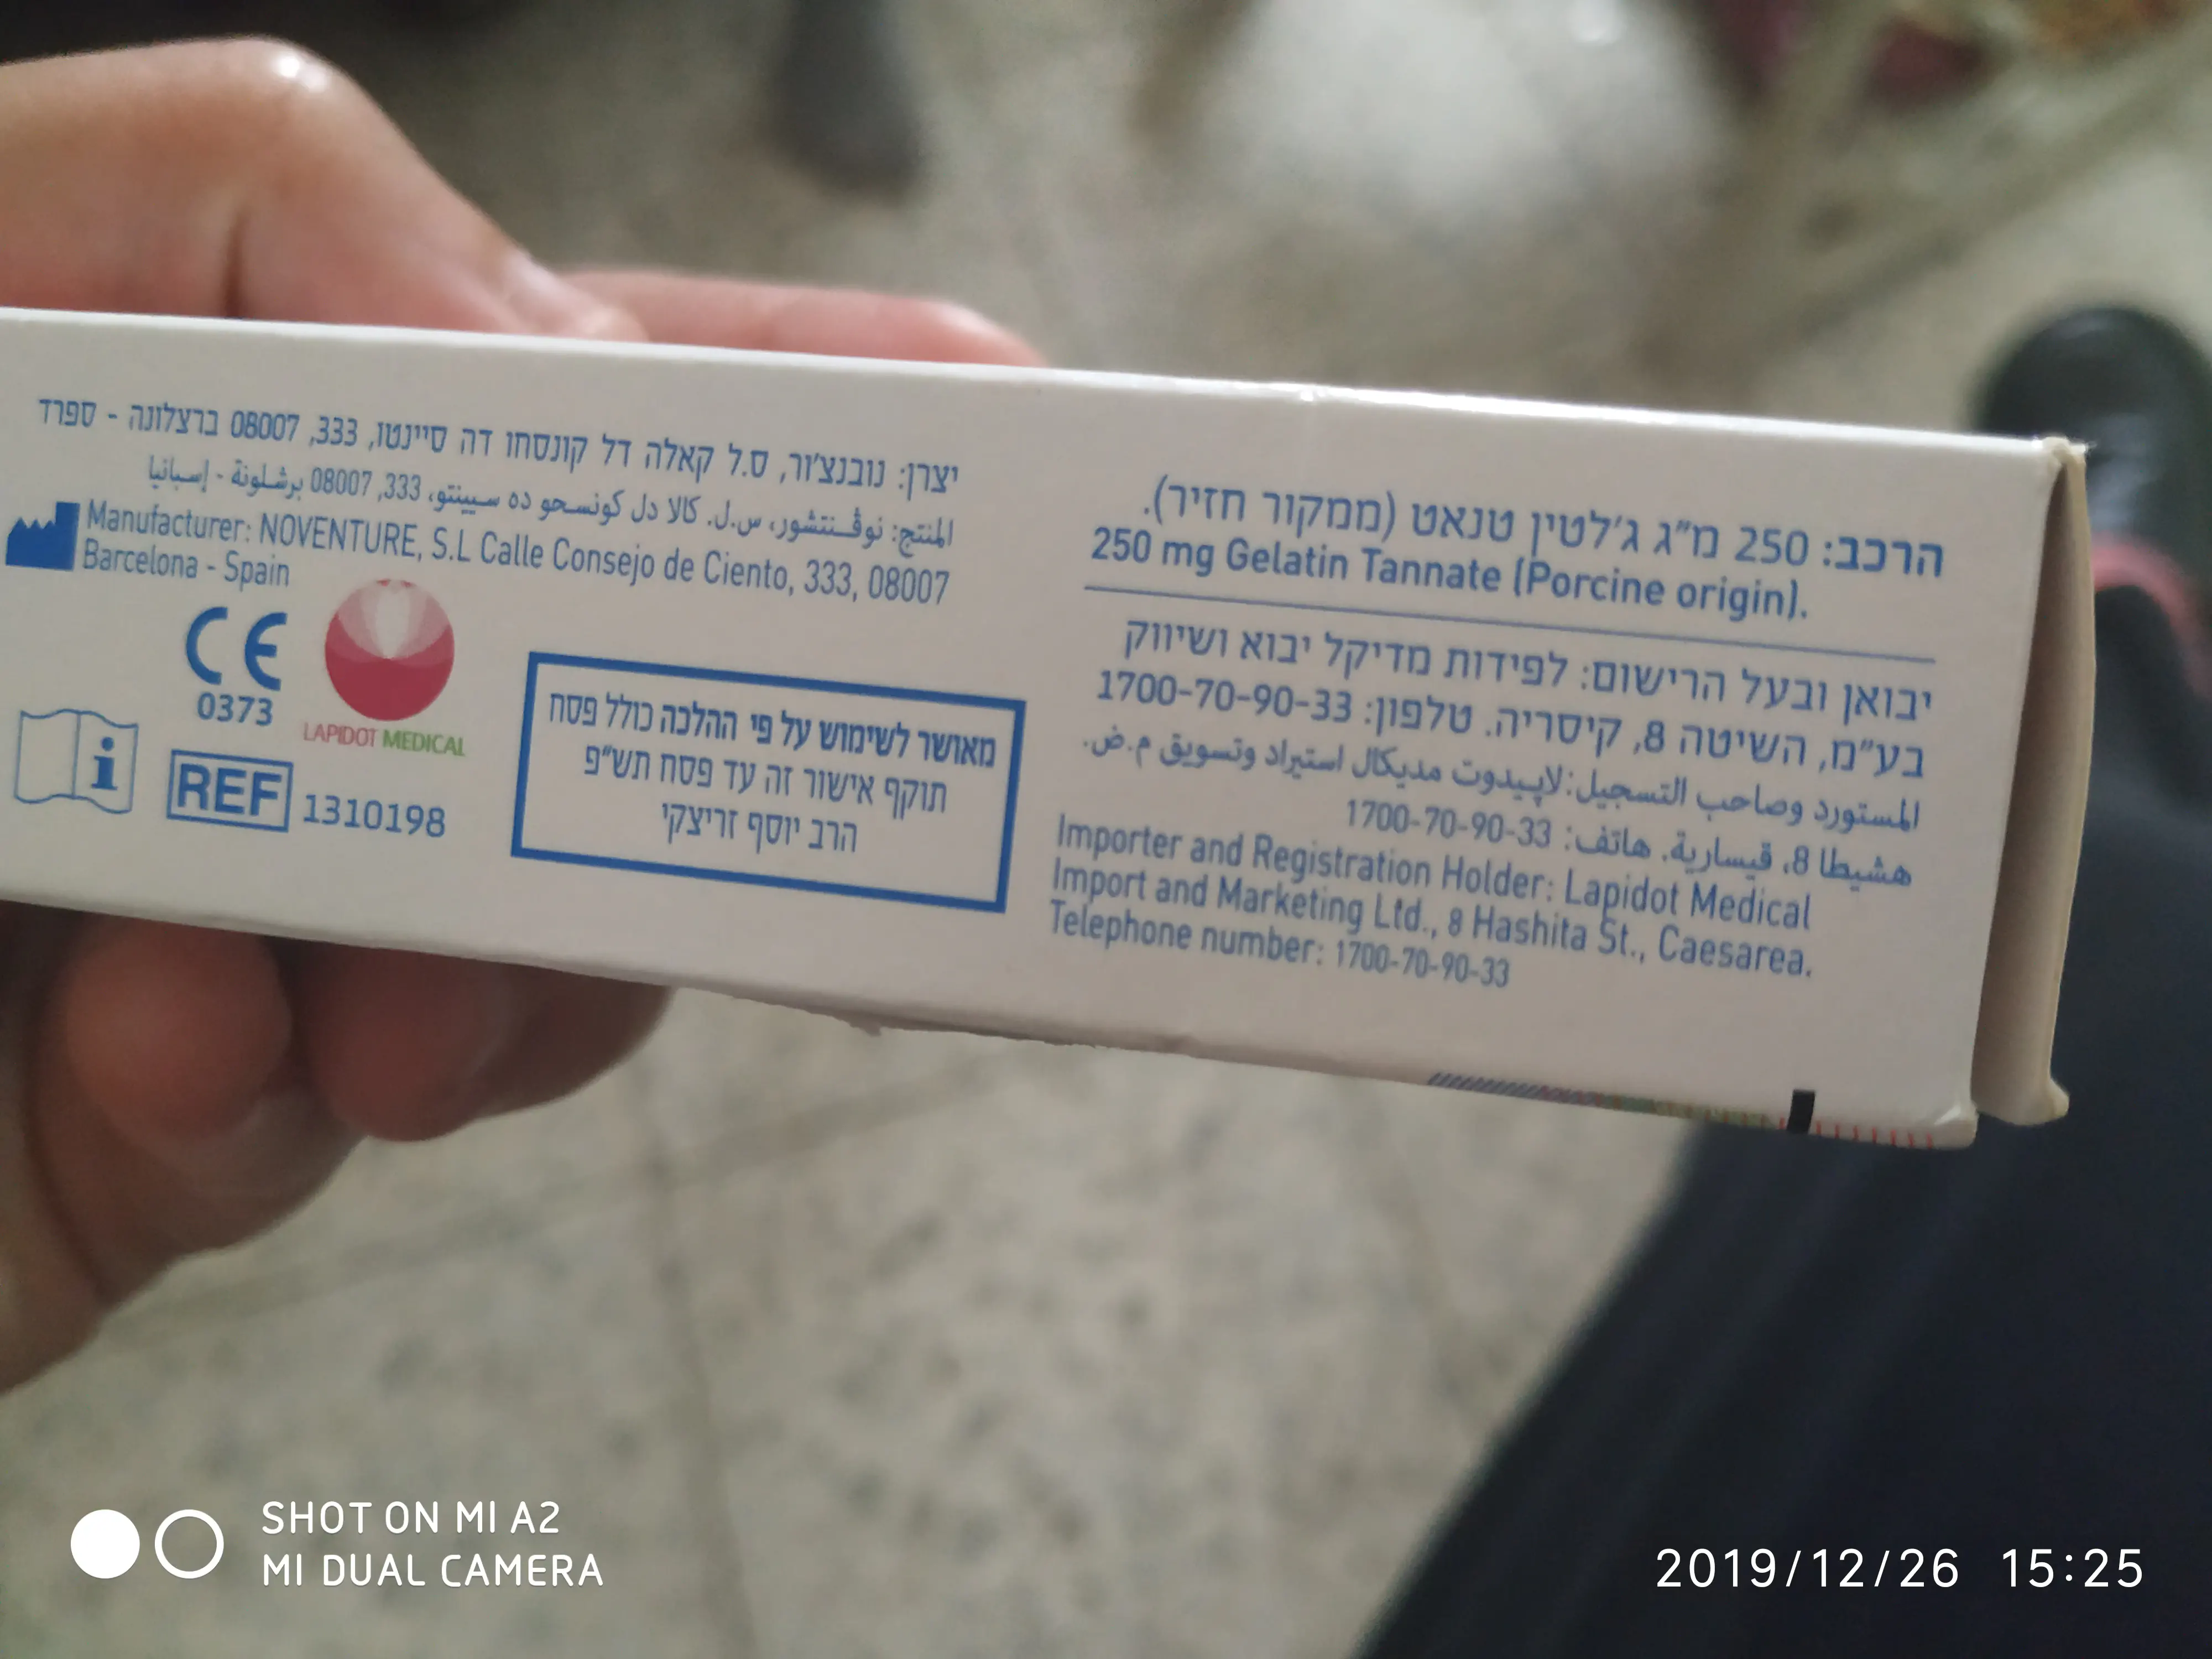 הרכב: 250 מ"ג ג'לטין טנאט (ממקור חזיר).
250 mg Gelatin Tannate (Porcine origin).
יבואן ובעל הרישום: לפידות מדיקל יבוא ושיווק
בע"מ, השיטה 8, קיסריה. טלפון: 1700-70-90-33
المستورد وصاحب التسجيل: لاپيدوت مديكال استيراد وتسويق م.ض.
هشيطا 8، قيسارية. هاتف: 1700-70-90-33
Importer and Registration Holder: Lapidot Medical
Import and Marketing Ltd., 8 Hashita St., Caesarea.
Telephone number: 1700-70-90-33
יצרן: נובנצ'ור, ס.ל קאלה דל קונסחו דה סיינטו, 333, 08007 ברצלונה - ספרד
المنتج: نوڤـنتشور، س.ل. كالا دل كونسحو ده سيينتو، 333, 08007 برشلونة - إسبانيا
Manufacturer: NOVENTURE, S.L Calle Consejo de Ciento, 333, 08007
Barcelona - Spain
CE
0373
LAPIDOT MEDICAL
i
REF 1310198
מאושר לשימוש על פי ההלכה כולל פסח
תוקף אישור זה עד פסח תש"פ
הרב יוסף זריצקי
SHOT ON MI A2
MI DUAL CAMERA
2019/12/26 15:25